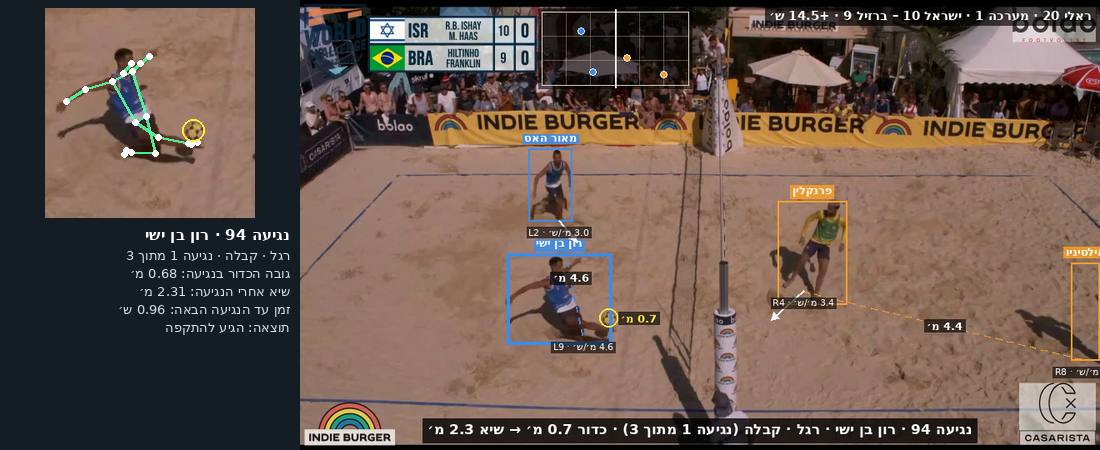 ראלי 20 · מערכה 1 · ישראל 10 – ברזיל 9 · +14.5 ש׳
ISR R.B. ISHAY M. HAAS 10 0
BRA HILTINHO FRANKLIN 9 0
INDIE BURGER
bolao
INDIE BURGER
INDIE BURGER
CASARISTA
מאור האס
L2 · 3.0 מ׳/ש׳
רון בן ישי
4.6 מ׳
0.7 מ׳
L9 · 4.6 מ׳/ש׳
פרנקלין
R4 · 3.4 מ׳/ש׳
4.4 מ׳
R8 ·
נגיעה 94 · רון בן ישי
רגל · קבלה · נגיעה 1 מתוך 3
גובה הכדור בנגיעה: 0.68 מ׳
שיא אחרי הנגיעה: 2.31 מ׳
זמן עד הנגיעה הבאה: 0.96 ש׳
תוצאה: הגיע להתקפה
נגיעה 94 · רון בן ישי · רגל · קבלה (נגיעה 1 מתוך 3) · כדור 0.7 מ׳ → שיא 2.3 מ׳
INDIE BURGER
CASARISTA